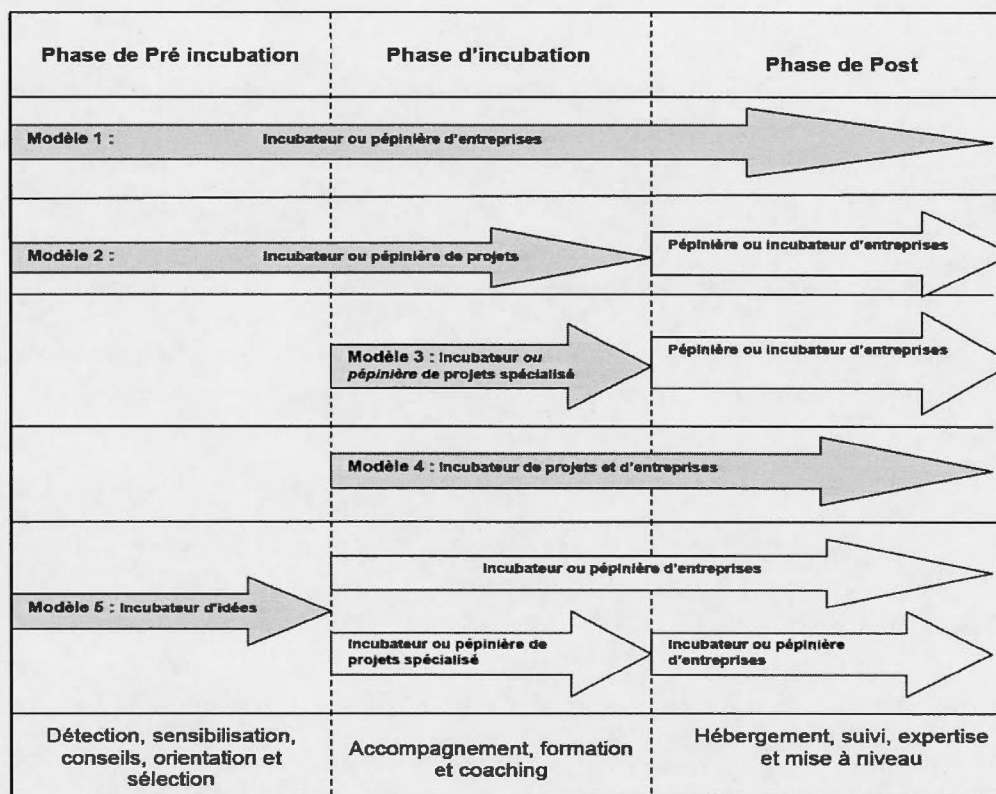 Phase de Pré incubation
Phase d'incubation
Phase de Post
Modèle 1 :
Incubateur ou pépinière d'entreprises
Modèle 2 :
Incubateur ou pépinière de projets
Pépinière ou incubateur d'entreprises
Modèle 3 : Incubateur ou
pépinière de projets spécialisé
Pépinière ou incubateur d'entreprises
Modèle 4 : Incubateur de projets et d'entreprises
Incubateur ou pépinière d'entreprises
Modèle 5 : Incubateur d'idées
Incubateur ou pépinière de
projets spécialisé
Incubateur ou pépinière
d'entreprises
Détection, sensibilisation,
conseils, orientation et
sélection
Accompagnement, formation
et coaching
Hébergement, suivi, expertise
et mise à niveau